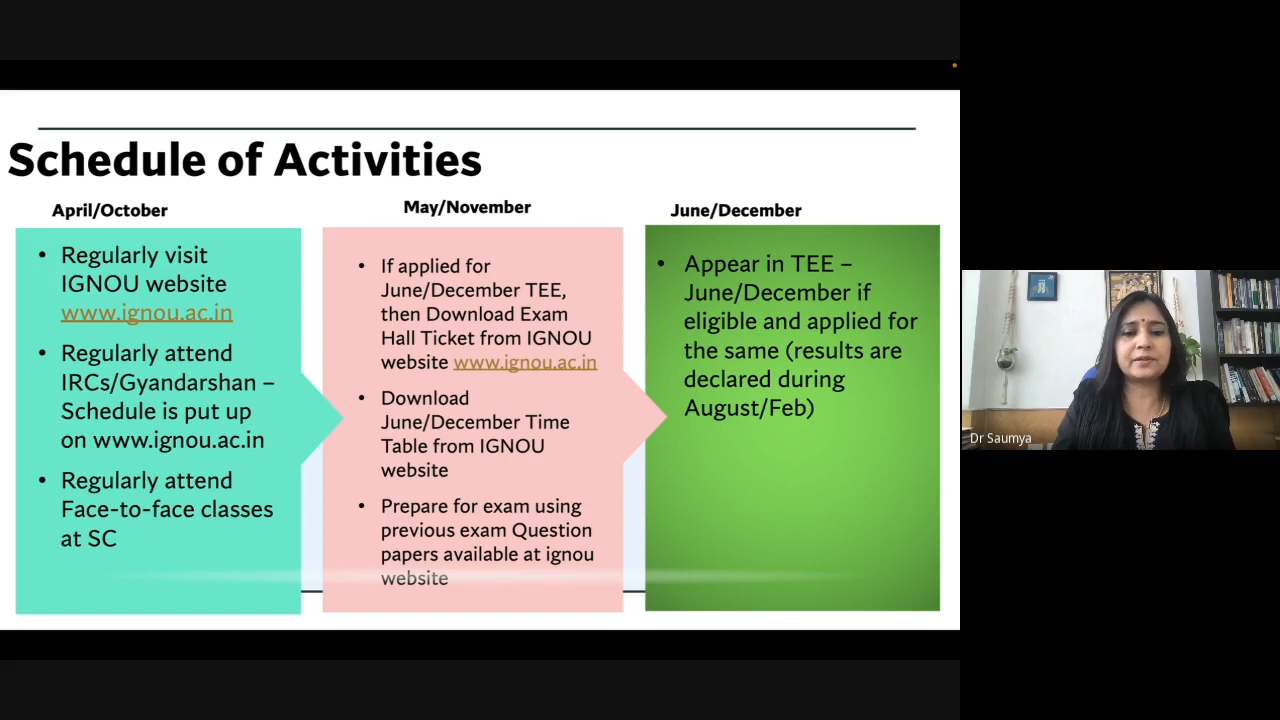 Schedule of Activities
April/October
• Regularly visit
IGNOU website
www.ignou.ac.in
• Regularly attend
IRCs/Gyandarshan –
Schedule is put up
on www.ignou.ac.in
• Regularly attend
Face-to-face classes
at SC
May/November
• If applied for
June/December TEE,
then Download Exam
Hall Ticket from IGNOU
website www.ignou.ac.in
• Download
June/December Time
Table from IGNOU
website
• Prepare for exam using
previous exam Question
papers available at ignou
website
June/December
• Appear in TEE –
June/December if
eligible and applied for
the same (results are
declared during
August/Feb)
Dr Saumya